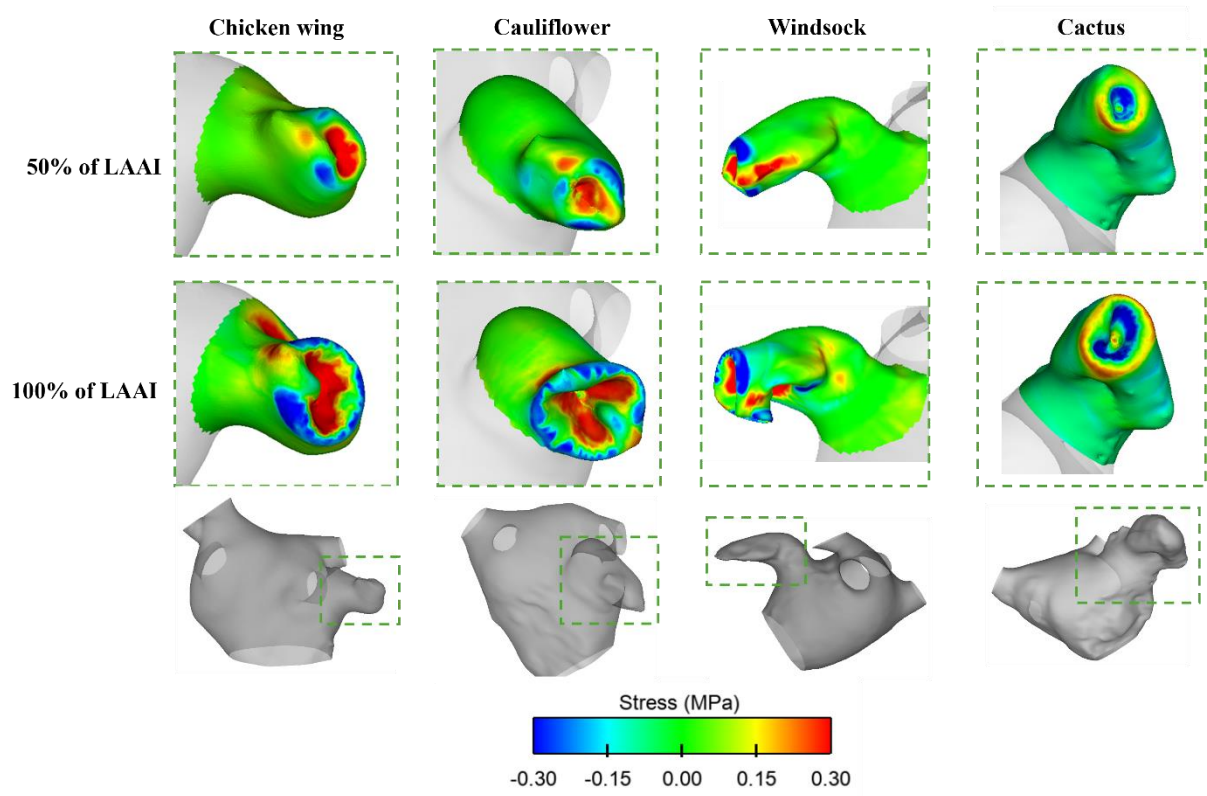 Chicken wing Cauliflower Windsock Cactus
50% of LAAI
100% of LAAI
Stress (MPa)
-0.30 -0.15 0.00 0.15 0.30